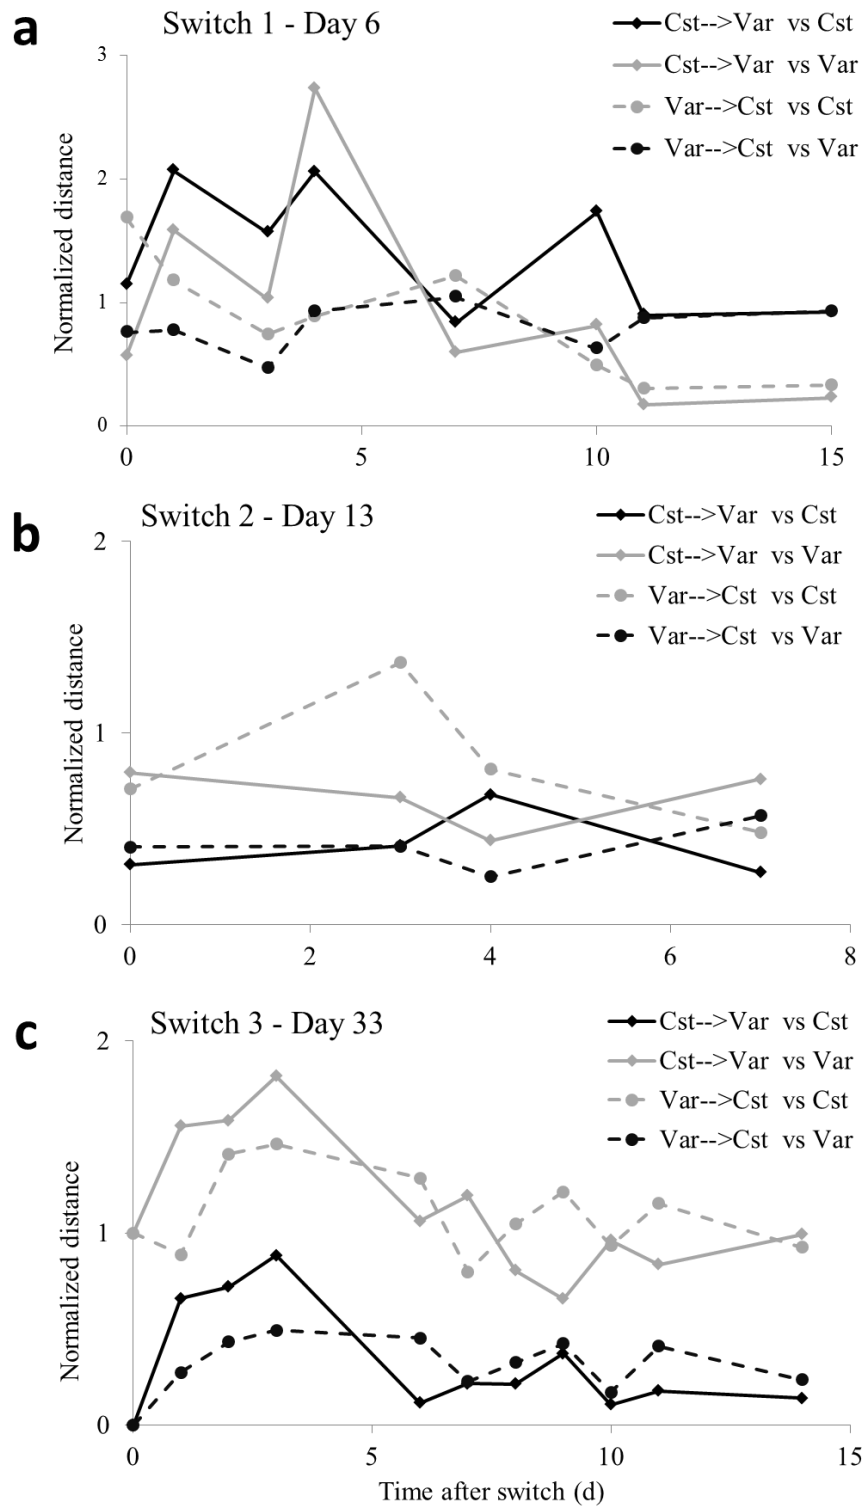 a
Switch 1 - Day 6
Cst-->Var vs Cst
Cst-->Var vs Var
Var-->Cst vs Cst
Var-->Cst vs Var
Normalized distance
3
2
1
0
0 5 10 15
b
Switch 2 - Day 13
Cst-->Var vs Cst
Cst-->Var vs Var
Var-->Cst vs Cst
Var-->Cst vs Var
Normalized distance
2
1
0
0 2 4 6 8
c
Switch 3 - Day 33
Cst-->Var vs Cst
Cst-->Var vs Var
Var-->Cst vs Cst
Var-->Cst vs Var
Normalized distance
2
1
0
0 5 10 15
Time after switch (d)